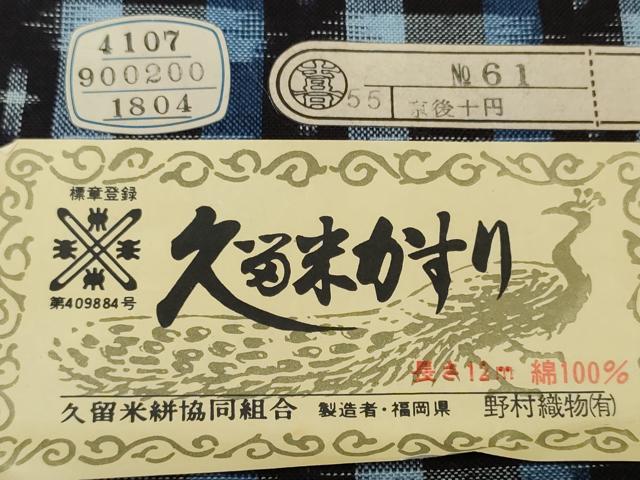 4107
900200
1804
№ 61
55
後十円
標章登録
第409884号
久留米かすり
長さ12m 綿100%
久留米絣協同組合 製造者・福岡県 野村織物(有)